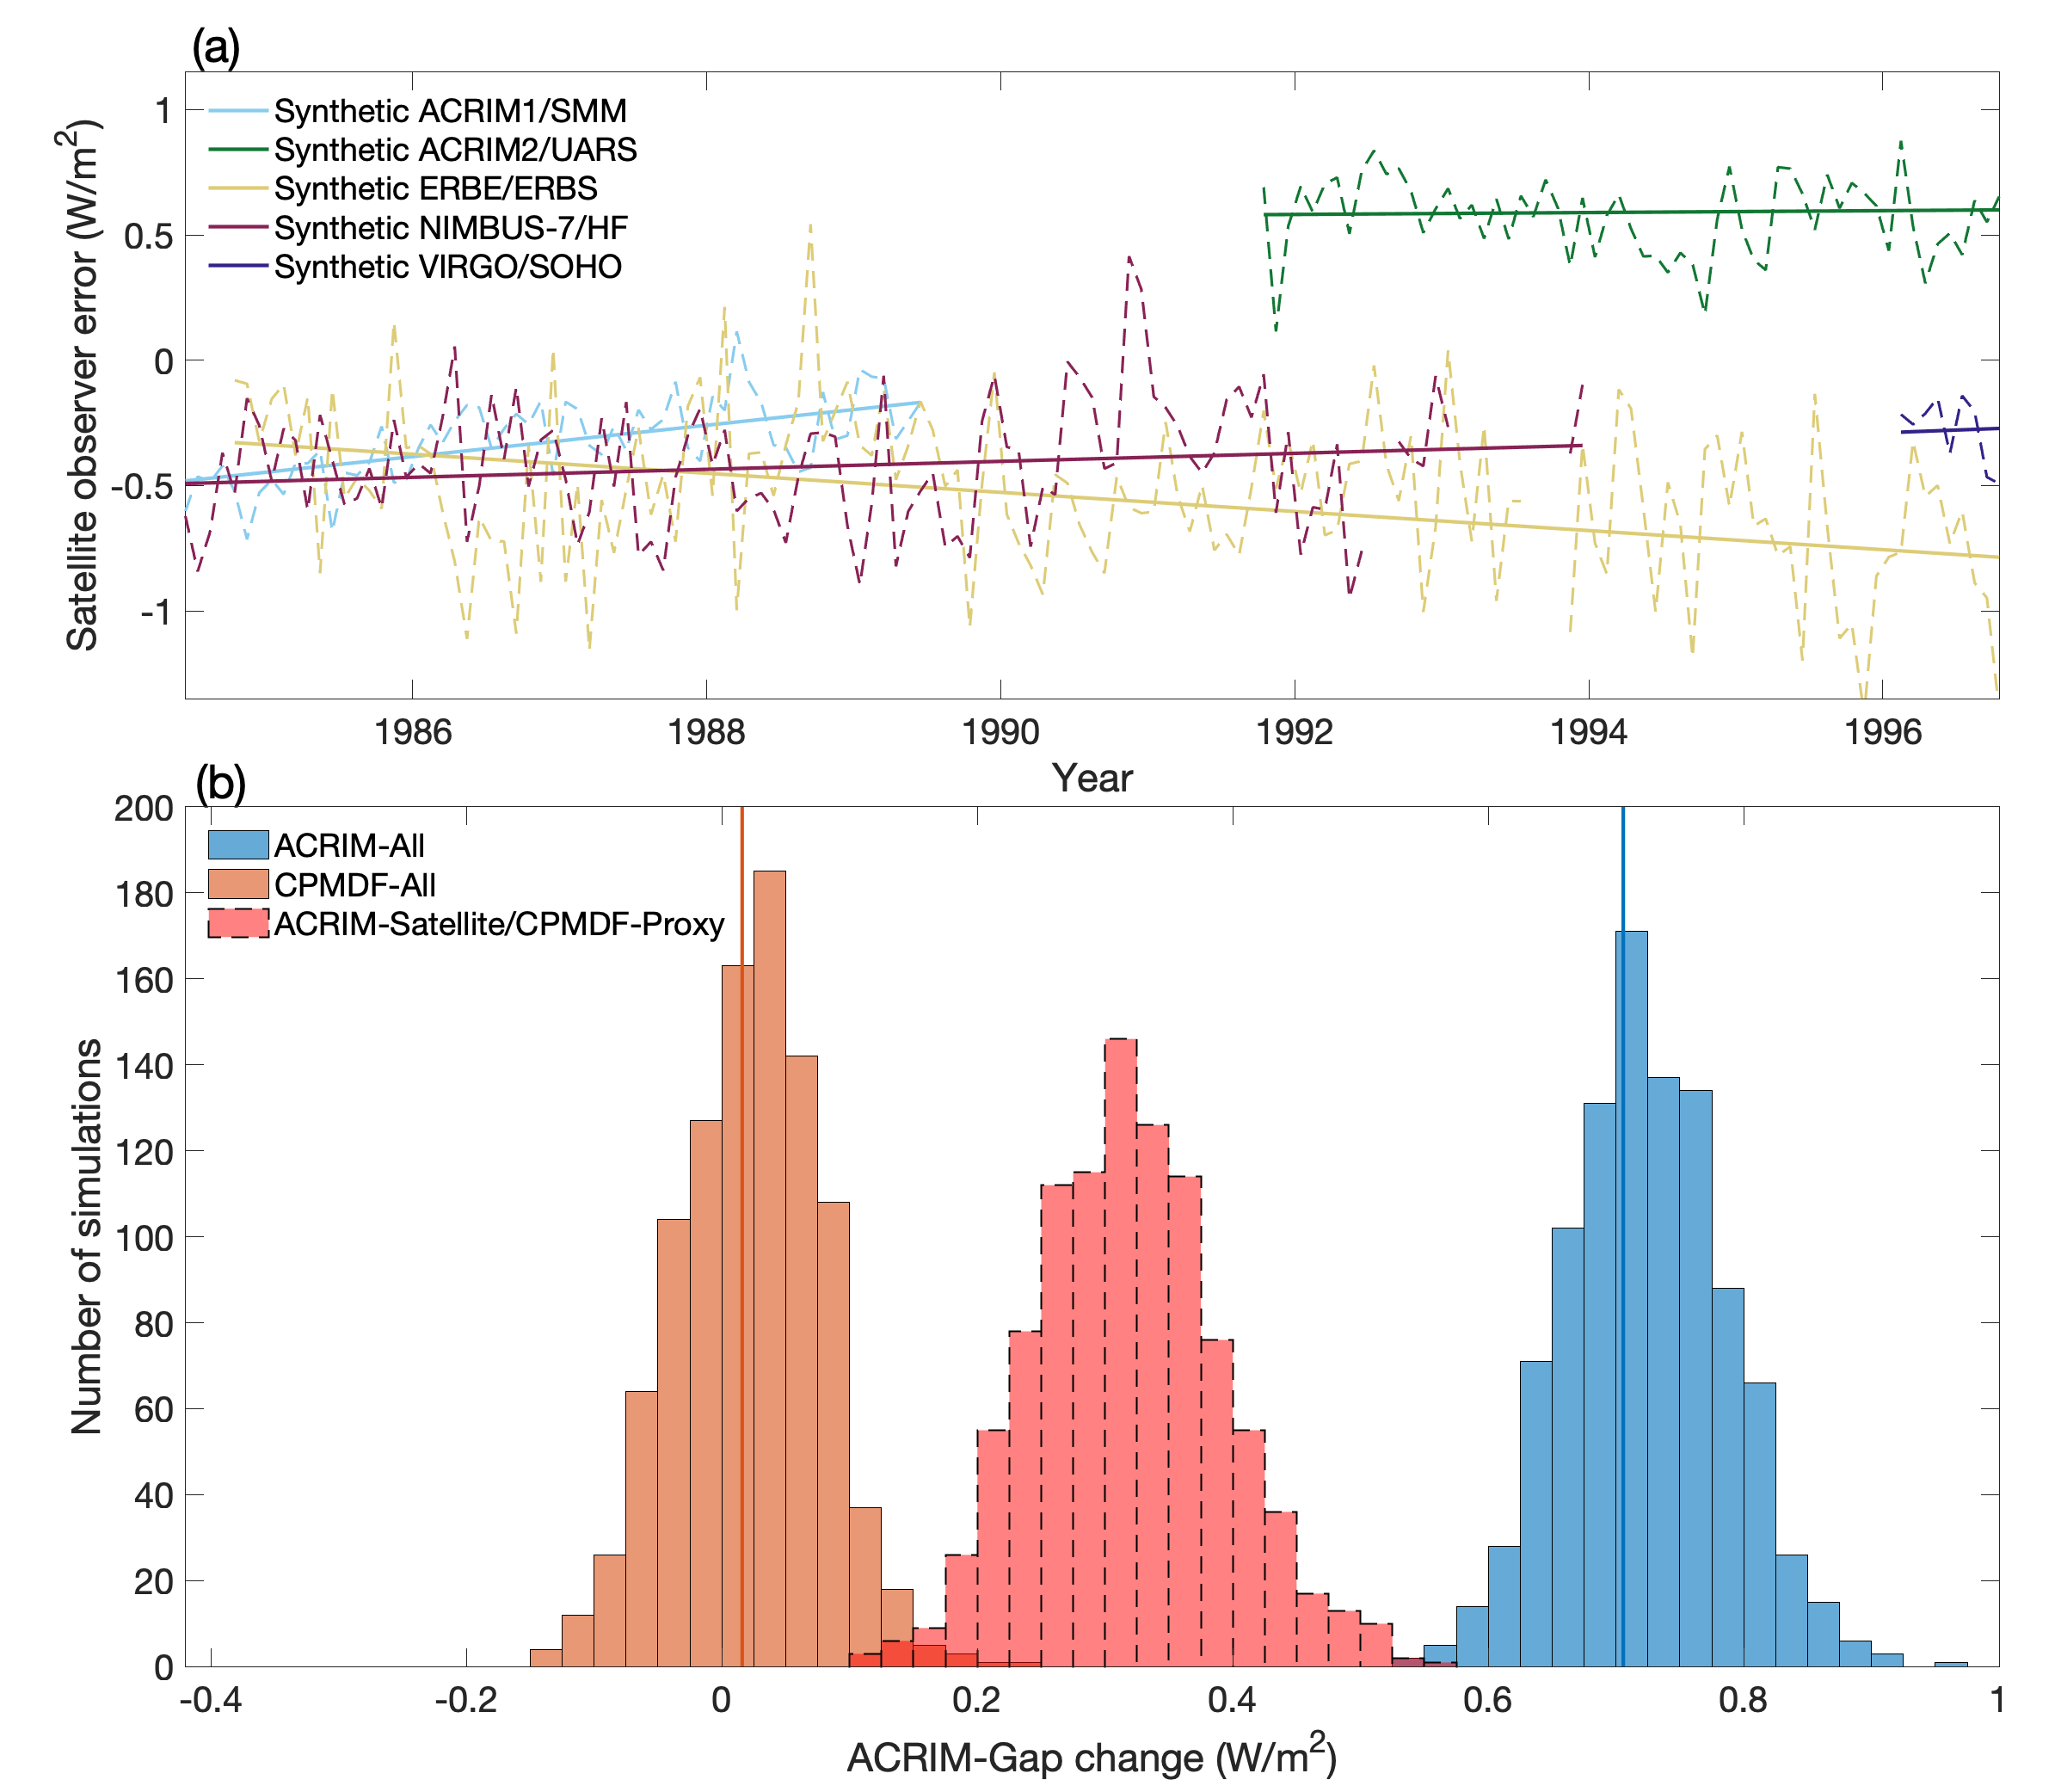 (a)
Synthetic ACRIM1/SMM
Synthetic ACRIM2/UARS
Synthetic ERBE/ERBS
Synthetic NIMBUS-7/HF
Synthetic VIRGO/SOHO
Satellite observer error (W/m²)
1
0.5
0
-0.5
-1
1986 1988 1990 1992 1994 1996
Year
(b)
ACRIM-All
CPMDF-All
ACRIM-Satellite/CPMDF-Proxy
Number of simulations
200
180
160
140
120
100
80
60
40
20
0
-0.4 -0.2 0 0.2 0.4 0.6 0.8 1
ACRIM-Gap change (W/m²)